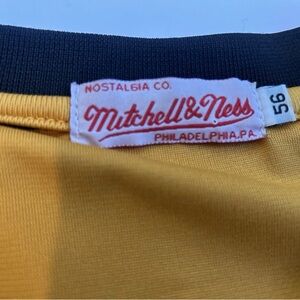 NOSTALGIA CO.
Mitchell & Ness
PHILADELPHIA, PA.
56